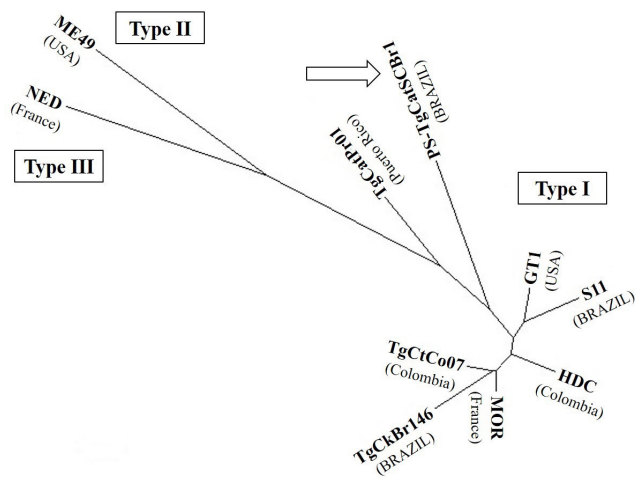 ME49
(USA)
Type II
NED
(France)
Type III
PS-TgCatSCBr1
(BRAZIL)
TgCatPr01
(Puerto Rico)
Type I
GT1
(USA)
S11
(BRAZIL)
TgCtCo07
(Colombia)
HDC
(Colombia)
MOR
(France)
TgCkBr146
(BRAZIL)